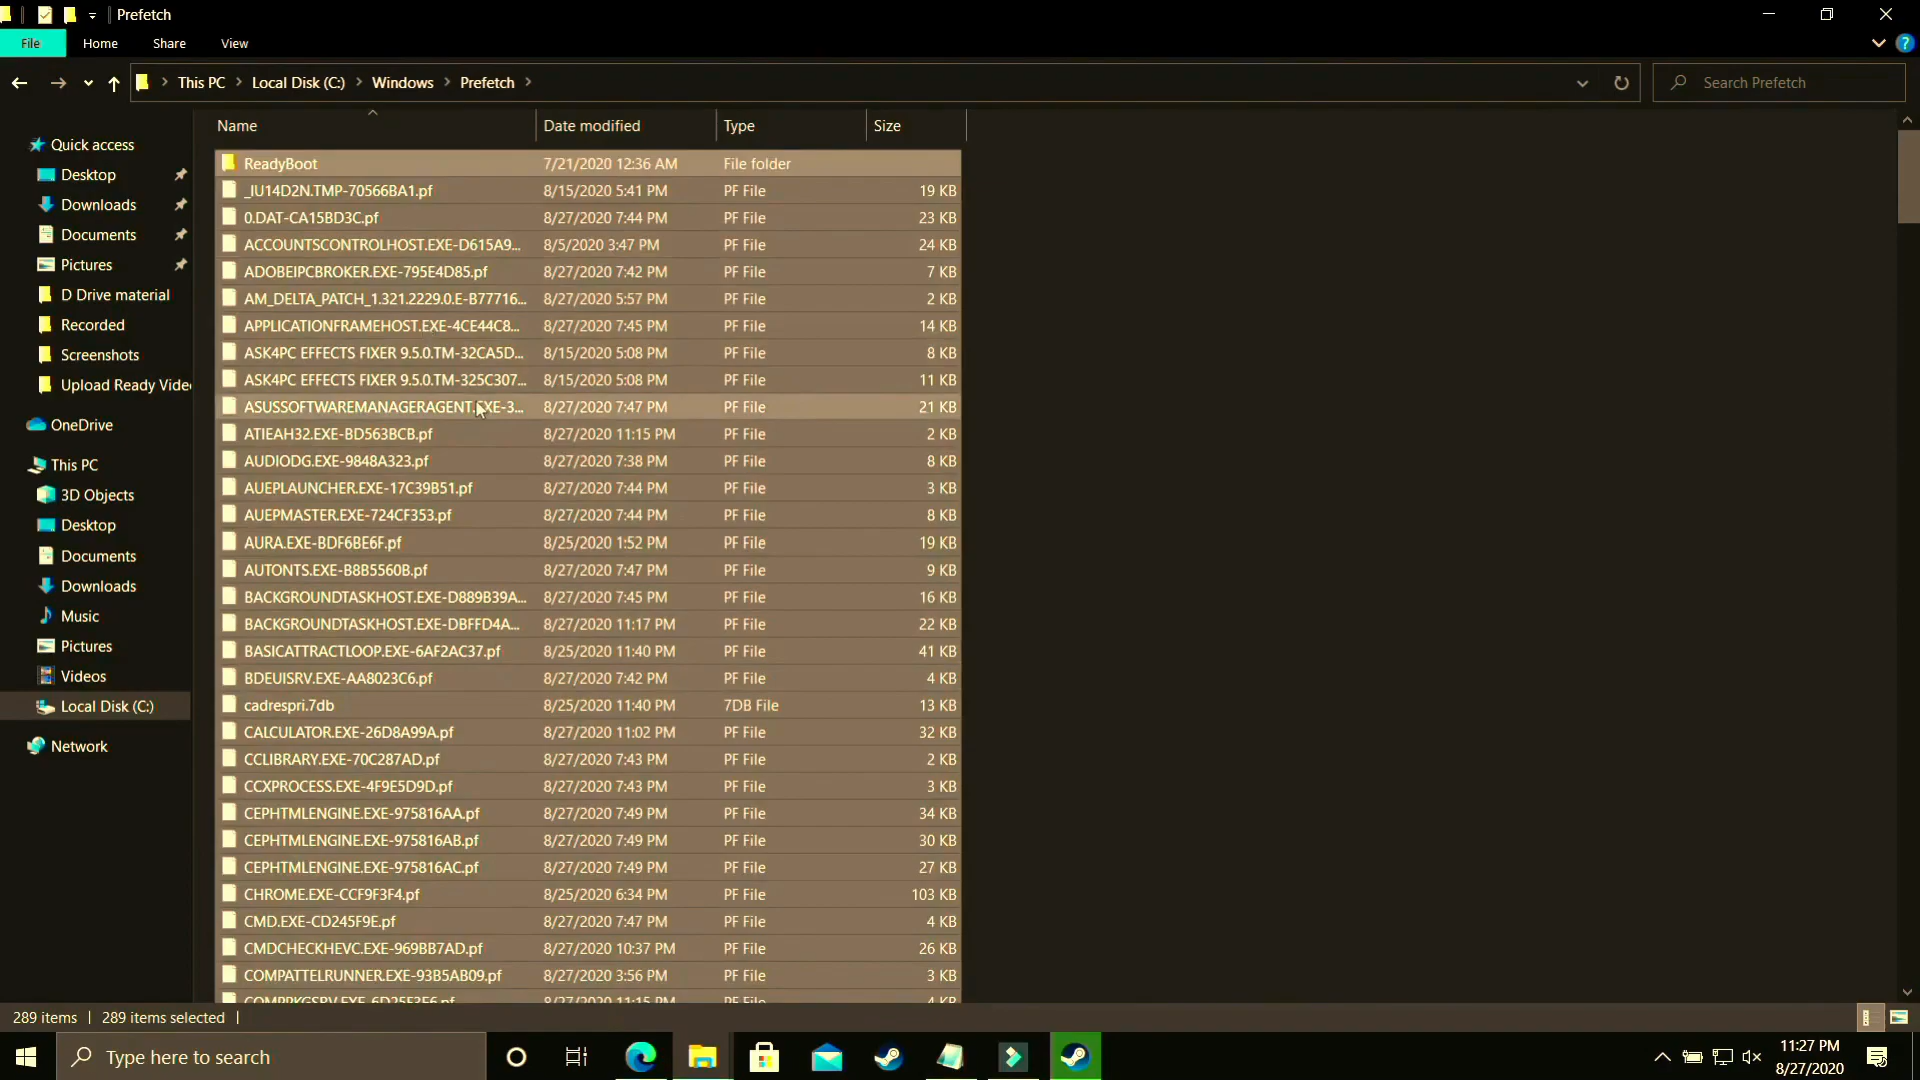 Prefetch
File Home Share View
This PC Local Disk (C:) Windows Prefetch
Search Prefetch
Name Date modified Type Size
Quick access
Desktop
Downloads
Documents
Pictures
D Drive material
Recorded
Screenshots
Upload Ready Vide
OneDrive
This PC
3D Objects
Desktop
Documents
Downloads
Music
Pictures
Videos
Local Disk (C:)
Network
ReadyBoot 7/21/2020 12:36 AM File folder
_IU14D2N.TMP-70566BA1.pf 8/15/2020 5:41 PM PF File 19 KB
0.DAT-CA15BD3C.pf 8/27/2020 7:44 PM PF File 23 KB
ACCOUNTSCONTROLHOST.EXE-D615A9... 8/5/2020 3:47 PM PF File 24 KB
ADOBEIPCBROKER.EXE-795E4D85.pf 8/27/2020 7:42 PM PF File 7 KB
AM_DELTA_PATCH_1.321.2229.0.E-B77716... 8/27/2020 5:57 PM PF File 2 KB
APPLICATIONFRAMEHOST.EXE-4CE44C8... 8/27/2020 7:45 PM PF File 14 KB
ASK4PC EFFECTS FIXER 9.5.0.TM-32CA5D... 8/15/2020 5:08 PM PF File 8 KB
ASK4PC EFFECTS FIXER 9.5.0.TM-325C307... 8/15/2020 5:08 PM PF File 11 KB
ASUSSOFTWAREMANAGERAGENT.EXE-3... 8/27/2020 7:47 PM PF File 21 KB
ATIEAH32.EXE-BD563BCB.pf 8/27/2020 11:15 PM PF File 2 KB
AUDIODG.EXE-9848A323.pf 8/27/2020 7:38 PM PF File 8 KB
AUEPLAUNCHER.EXE-17C39B51.pf 8/27/2020 7:44 PM PF File 3 KB
AUEPMASTER.EXE-724CF353.pf 8/27/2020 7:44 PM PF File 8 KB
AURA.EXE-BDF6BE6F.pf 8/25/2020 1:52 PM PF File 19 KB
AUTONTS.EXE-B8B5560B.pf 8/27/2020 7:47 PM PF File 9 KB
BACKGROUNDTASKHOST.EXE-D889B39A... 8/27/2020 7:45 PM PF File 16 KB
BACKGROUNDTASKHOST.EXE-DBFFD4A... 8/27/2020 11:17 PM PF File 22 KB
BASICATTRACTLOOP.EXE-6AF2AC37.pf 8/25/2020 11:40 PM PF File 41 KB
BDEUISRV.EXE-AA8023C6.pf 8/27/2020 7:42 PM PF File 4 KB
cadrespri.7db 8/25/2020 11:40 PM 7DB File 13 KB
CALCULATOR.EXE-26D8A99A.pf 8/27/2020 11:02 PM PF File 32 KB
CCLIBRARY.EXE-70C287AD.pf 8/27/2020 7:43 PM PF File 2 KB
CCXPROCESS.EXE-4F9E5D9D.pf 8/27/2020 7:43 PM PF File 3 KB
CEPHTMLENGINE.EXE-975816AA.pf 8/27/2020 7:49 PM PF File 34 KB
CEPHTMLENGINE.EXE-975816AB.pf 8/27/2020 7:49 PM PF File 30 KB
CEPHTMLENGINE.EXE-975816AC.pf 8/27/2020 7:49 PM PF File 27 KB
CHROME.EXE-CCF9F3F4.pf 8/25/2020 6:34 PM PF File 103 KB
CMD.EXE-CD245F9E.pf 8/27/2020 7:47 PM PF File 4 KB
CMDCHECKHEVC.EXE-969BB7AD.pf 8/27/2020 10:37 PM PF File 26 KB
COMPATTELRUNNER.EXE-93B5AB09.pf 8/27/2020 3:56 PM PF File 3 KB
8/27/2020 11:15 PM PF File 4 KB
289 items 289 items selected
Type here to search
11:27 PM
8/27/2020